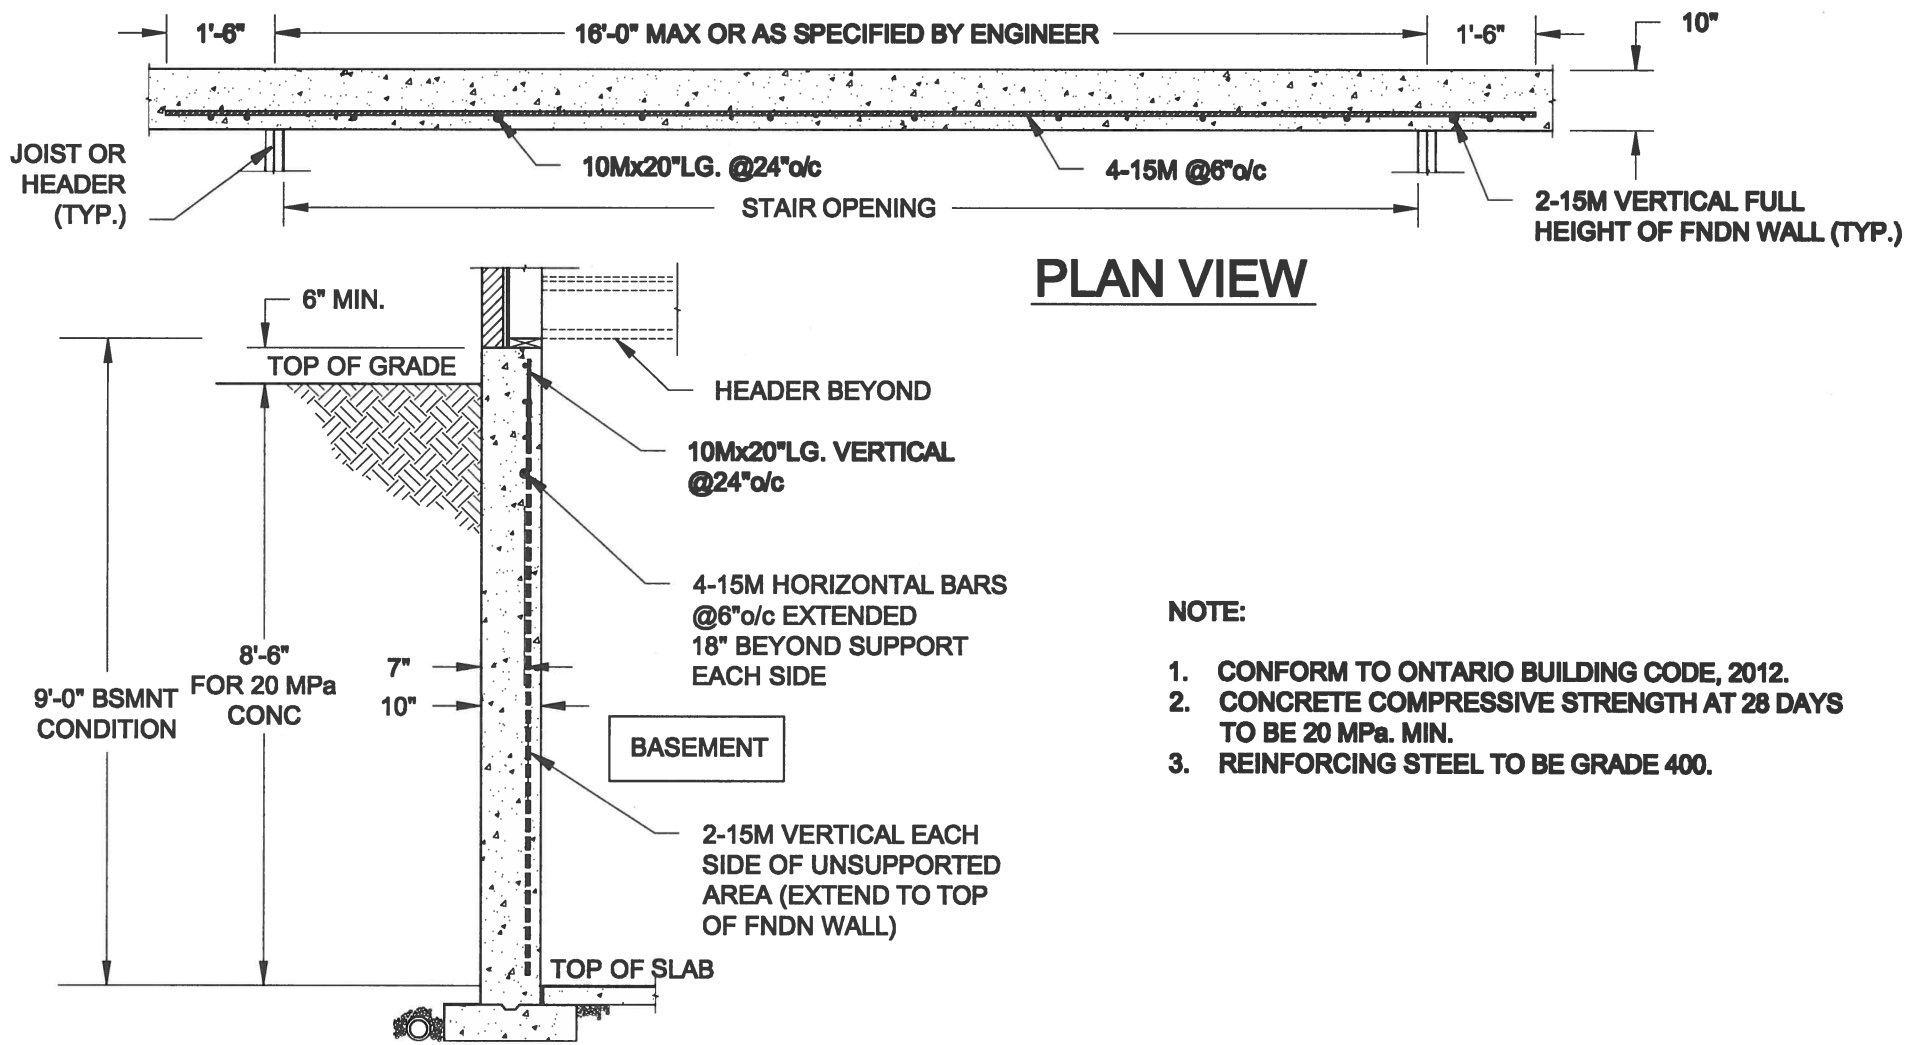 1'-6"
16'-0" MAX OR AS SPECIFIED BY ENGINEER
1'-6"
10"
JOIST OR
HEADER
(TYP.)
10Mx20"LG. @24"o/c
4-15M @6"o/c
STAIR OPENING
2-15M VERTICAL FULL
HEIGHT OF FNDN WALL (TYP.)
PLAN VIEW
6" MIN.
TOP OF GRADE
HEADER BEYOND
10Mx20"LG. VERTICAL
@24"o/c
4-15M HORIZONTAL BARS
@6"o/c EXTENDED
18" BEYOND SUPPORT
EACH SIDE
8'-6"
FOR 20 MPa
CONC
9'-0" BSMNT
CONDITION
7"
10"
BASEMENT
2-15M VERTICAL EACH
SIDE OF UNSUPPORTED
AREA (EXTEND TO TOP
OF FNDN WALL)
TOP OF SLAB
NOTE:
1. CONFORM TO ONTARIO BUILDING CODE, 2012.
2. CONCRETE COMPRESSIVE STRENGTH AT 28 DAYS
TO BE 20 MPa. MIN.
3. REINFORCING STEEL TO BE GRADE 400.